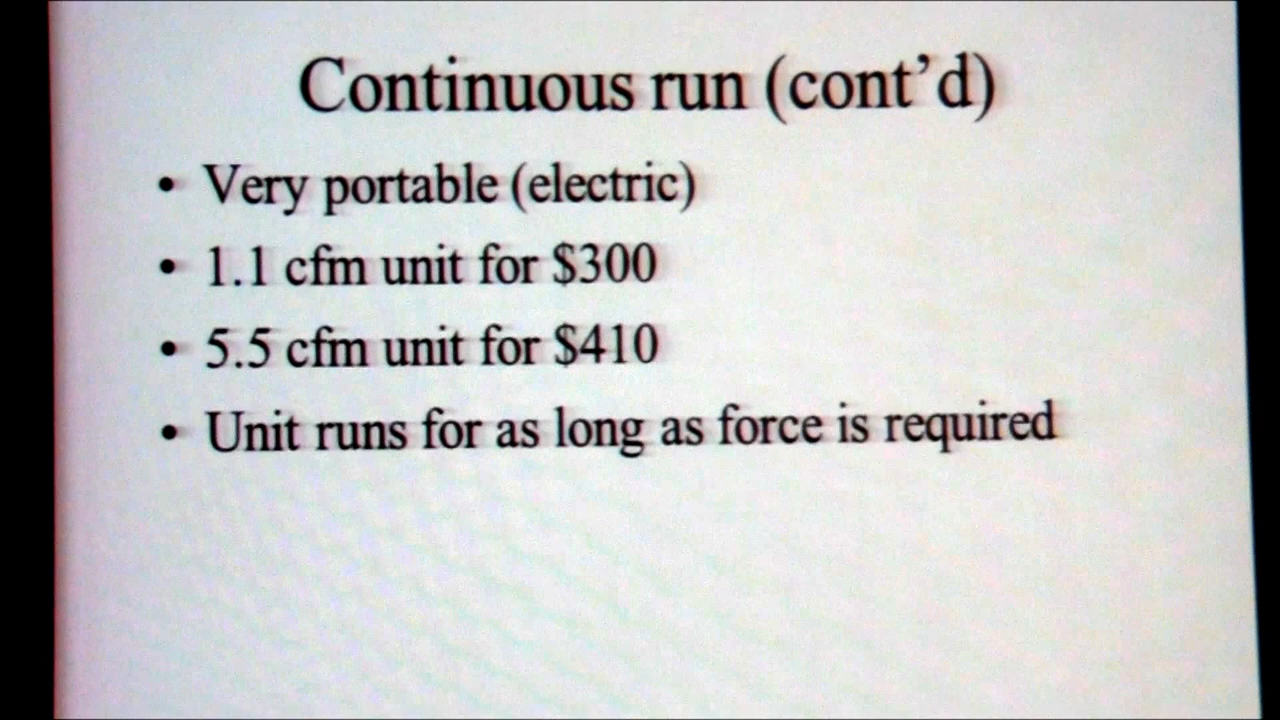 Continuous run (cont’d)
• Very portable (electric)
• 1.1 cfm unit for $300
• 5.5 cfm unit for $410
• Unit runs for as long as force is required